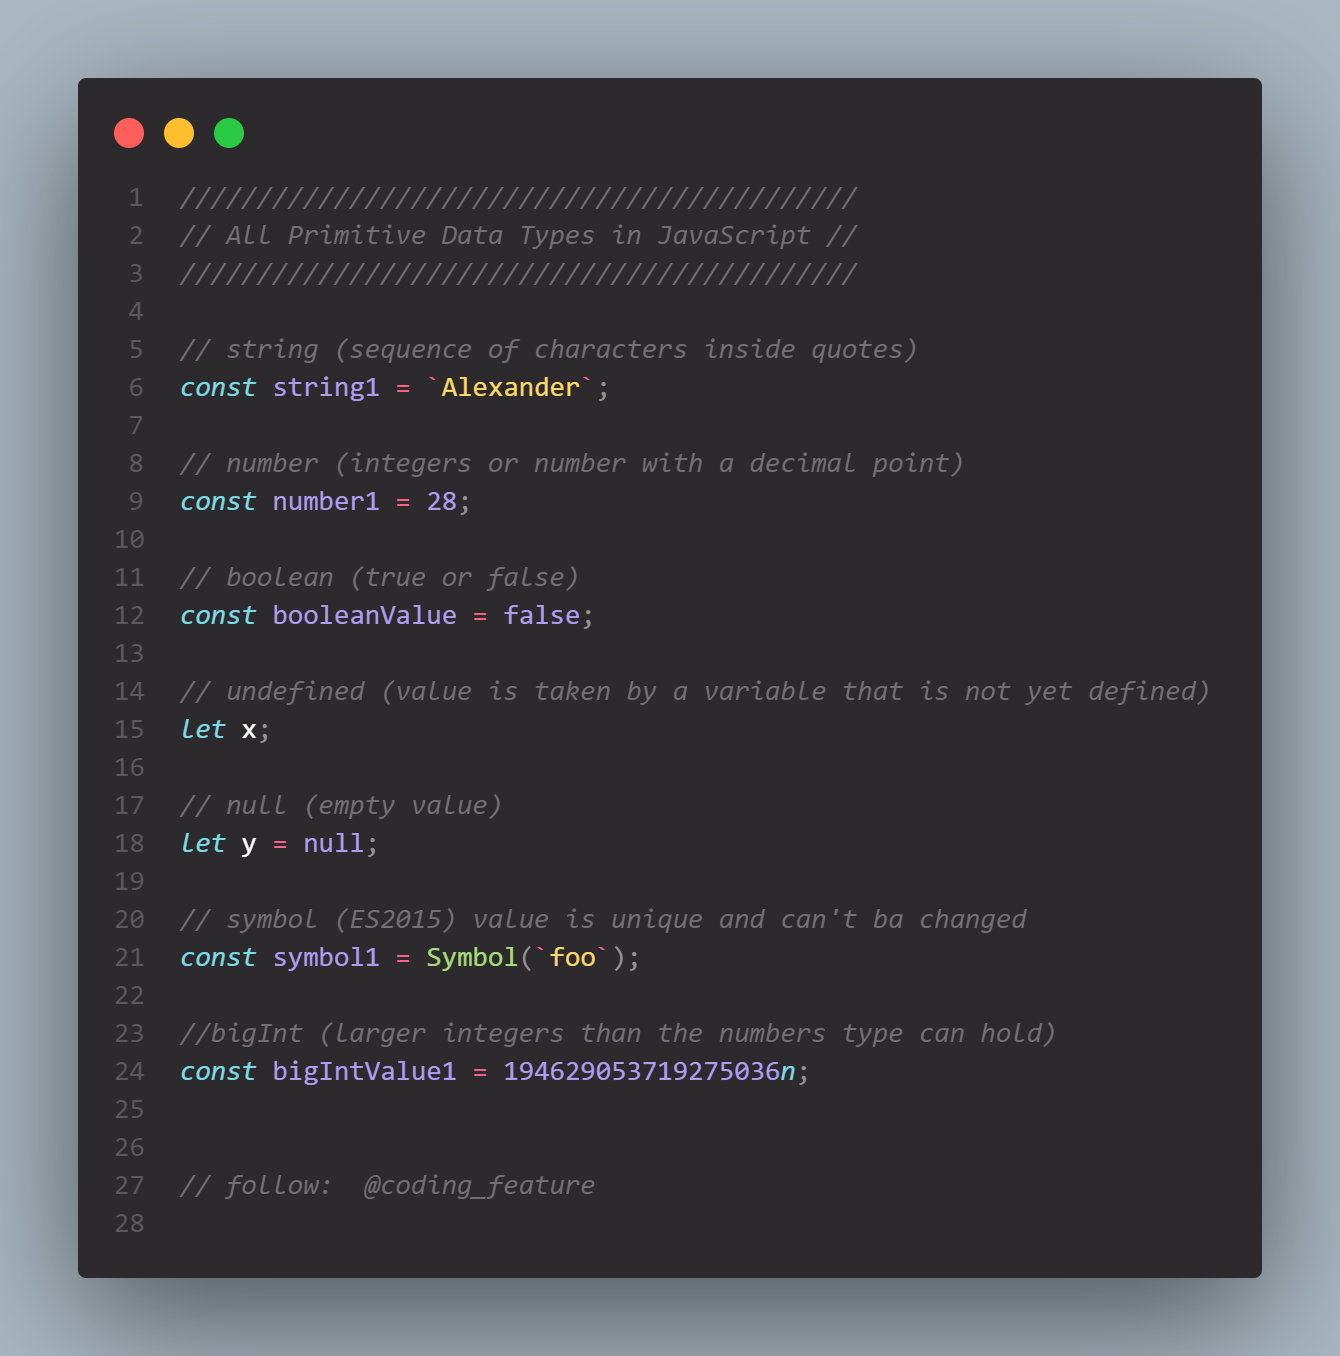 1 ////////////////////////////////////////////
2 // All Primitive Data Types in JavaScript //
3 ////////////////////////////////////////////
4
5 // string (sequence of characters inside quotes)
6 const string1 = `Alexander`;
7
8 // number (integers or number with a decimal point)
9 const number1 = 28;
10
11 // boolean (true or false)
12 const booleanValue = false;
13
14 // undefined (value is taken by a variable that is not yet defined)
15 let x;
16
17 // null (empty value)
18 let y = null;
19
20 // symbol (ES2015) value is unique and can't ba changed
21 const symbol1 = Symbol(`foo`);
22
23 //bigInt (larger integers than the numbers type can hold)
24 const bigIntValue1 = 194629053719275036n;
25
26
27 // follow:  @coding_feature
28